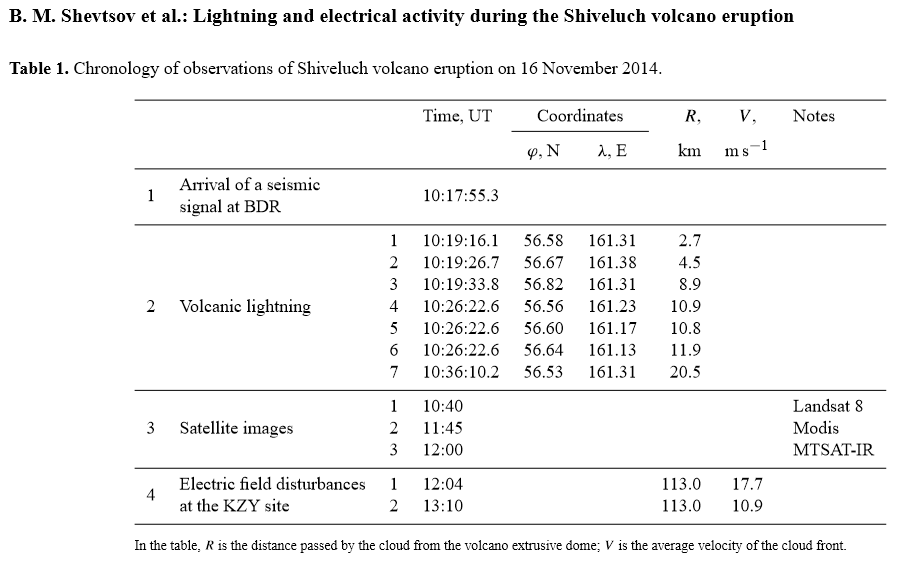 B. M. Shevtsov et al.: Lightning and electrical activity during the Shiveluch volcano eruption
Table 1. Chronology of observations of Shiveluch volcano eruption on 16 November 2014.
Time, UT Coordinates R, V, Notes
φ, N λ, E km m s−1
1 Arrival of a seismic signal at BDR 10:17:55.3
1 10:19:16.1 56.58 161.31 2.7
2 10:19:26.7 56.67 161.38 4.5
3 10:19:33.8 56.82 161.31 8.9
2 Volcanic lightning 4 10:26:22.6 56.56 161.23 10.9
5 10:26:22.6 56.60 161.17 10.8
6 10:26:22.6 56.64 161.13 11.9
7 10:36:10.2 56.53 161.31 20.5
1 10:40 Landsat 8
3 Satellite images 2 11:45 Modis
3 12:00 MTSAT-IR
4 Electric field disturbances 1 12:04 113.0 17.7
at the KZY site 2 13:10 113.0 10.9
In the table, R is the distance passed by the cloud from the volcano extrusive dome; V is the average velocity of the cloud front.